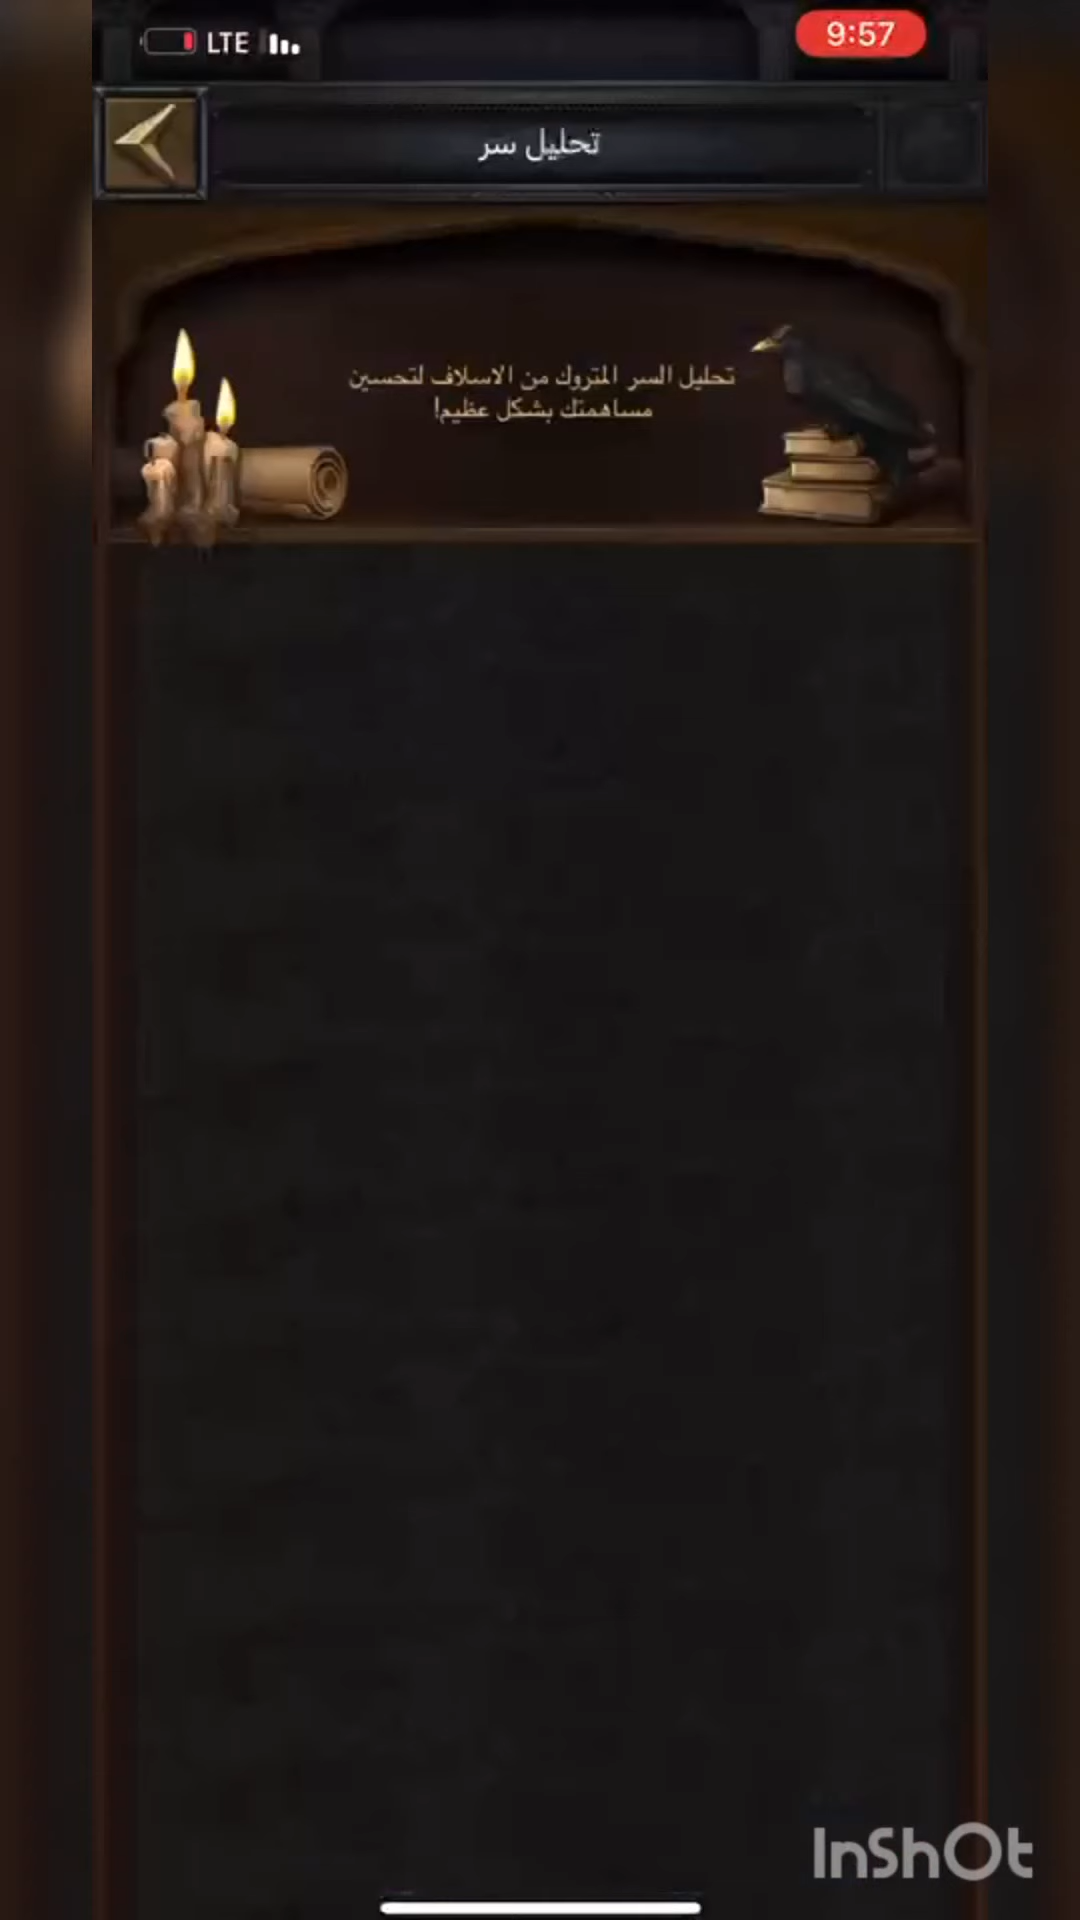 LTE
9:57
تحليل سر
تحليل السر المتروك من الاسلاف لتحسين
مساهمتك بشكل عظيم!
InShOt